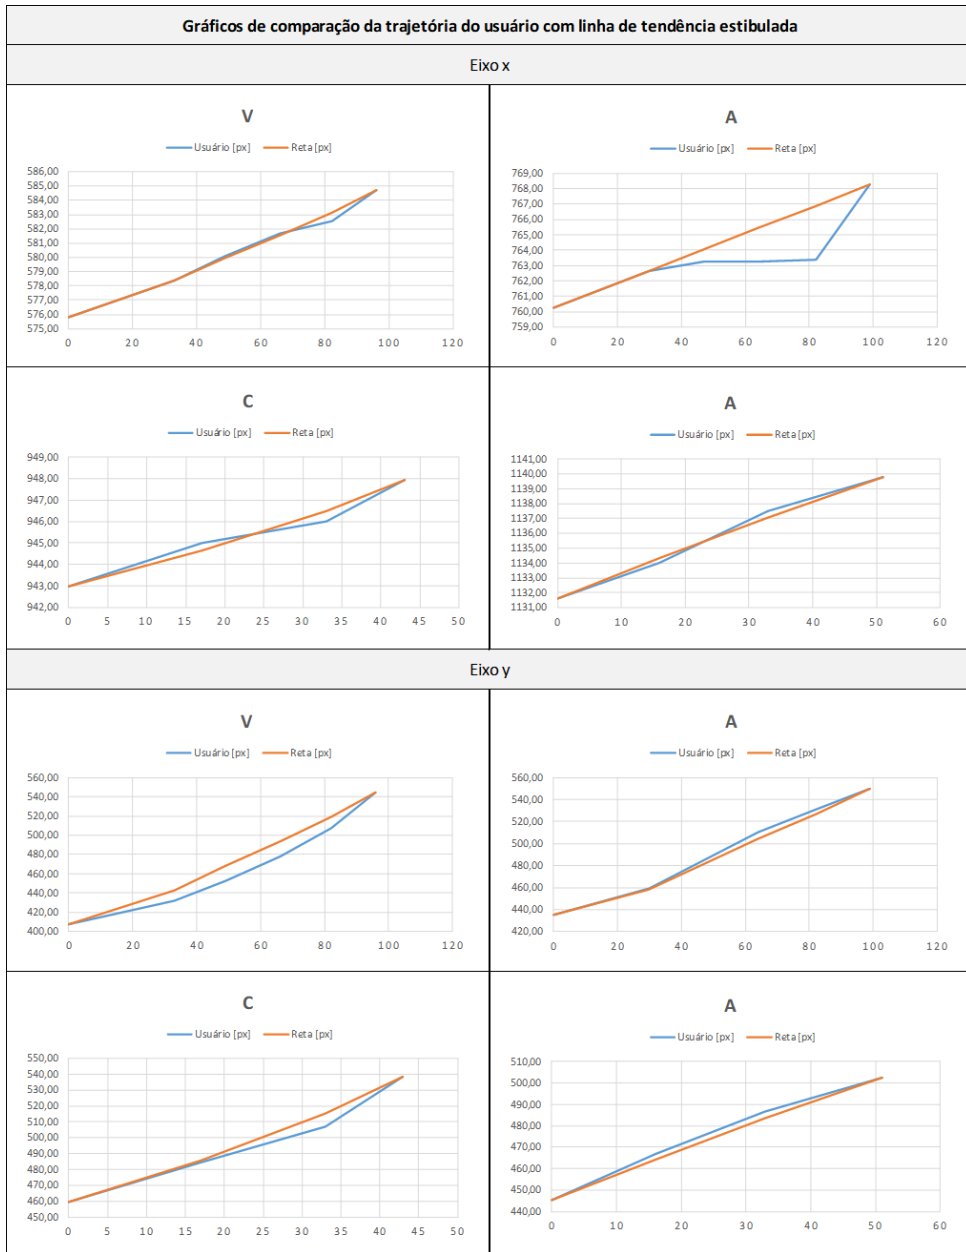 Gráficos de comparação da trajetória do usuário com linha de tendência estibulada
Eixo x
V
Usuário [px] Reta [px]
586,00
585,00
584,00
583,00
582,00
581,00
580,00
579,00
578,00
577,00
576,00
575,00
0 20 40 60 80 100 120
A
Usuário [px] Reta [px]
769,00
768,00
767,00
766,00
765,00
764,00
763,00
762,00
761,00
760,00
759,00
0 20 40 60 80 100 120
C
Usuário [px] Reta [px]
949,00
948,00
947,00
946,00
945,00
944,00
943,00
942,00
0 5 10 15 20 25 30 35 40 45 50
A
Usuário [px] Reta [px]
1141,00
1140,00
1139,00
1138,00
1137,00
1136,00
1135,00
1134,00
1133,00
1132,00
1131,00
0 10 20 30 40 50 60
Eixo y
V
Usuário [px] Reta [px]
560,00
540,00
520,00
500,00
480,00
460,00
440,00
420,00
400,00
0 20 40 60 80 100 120
A
Usuário [px] Reta [px]
560,00
540,00
520,00
500,00
480,00
460,00
440,00
420,00
0 20 40 60 80 100 120
C
Usuário [px] Reta [px]
550,00
540,00
530,00
520,00
510,00
500,00
490,00
480,00
470,00
460,00
450,00
0 5 10 15 20 25 30 35 40 45 50
A
Usuário [px] Reta [px]
510,00
500,00
490,00
480,00
470,00
460,00
450,00
440,00
0 10 20 30 40 50 60